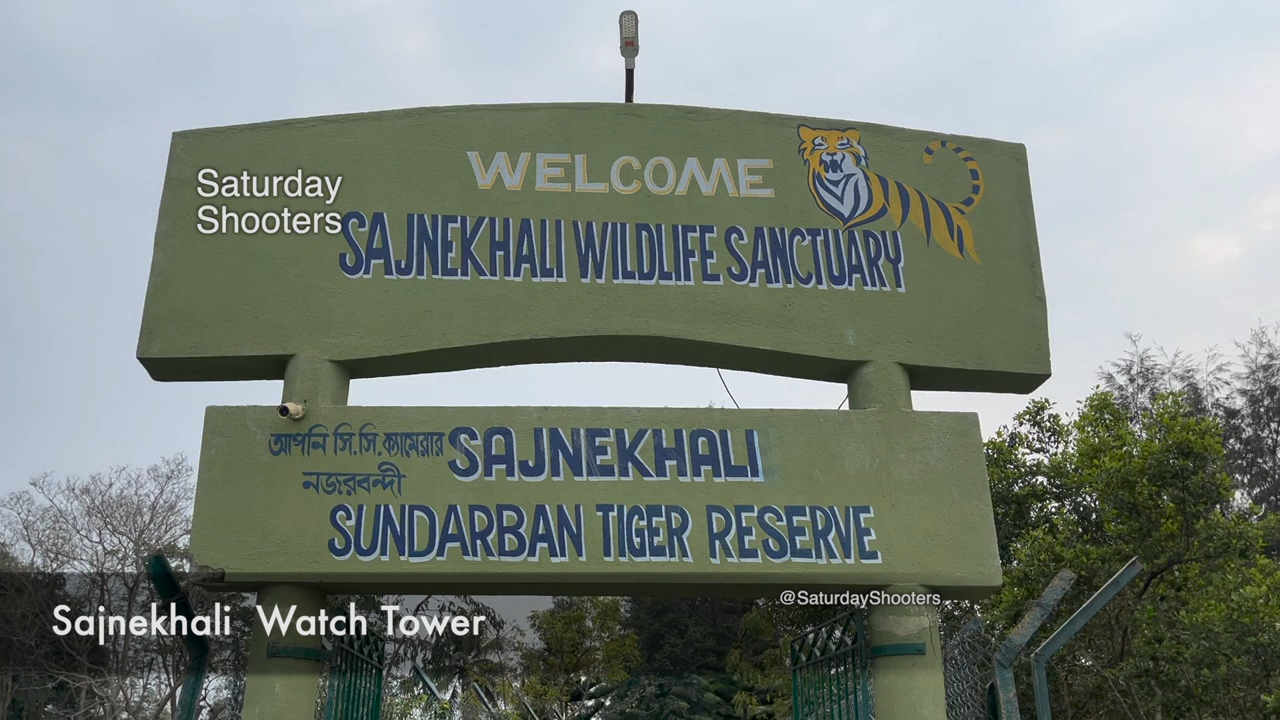 WELCOME
Saturday
Shooters
SAJNEKHALI WILDLIFE SANCTUARY
আপনি সি.সি. ক্যামেরার
নজরবন্দী
SAJNEKHALI
SUNDARBAN TIGER RESERVE
@SaturdayShooters
Sajnekhali Watch Tower